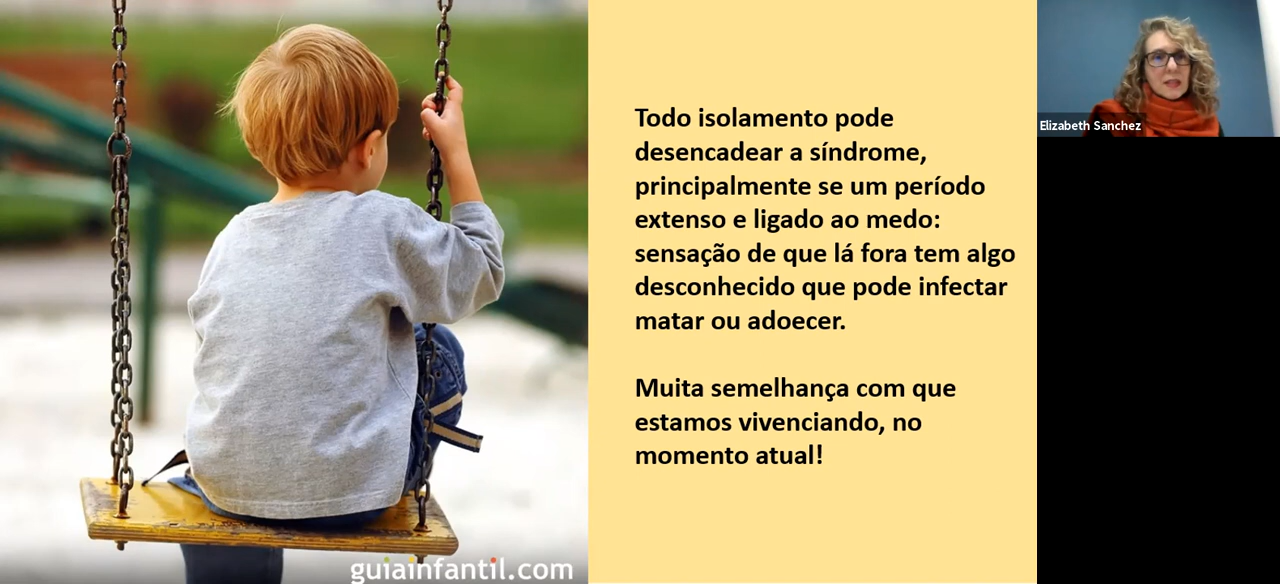 Todo isolamento pode
desencadear a síndrome,
principalmente se um período
extenso e ligado ao medo:
sensação de que lá fora tem algo
desconhecido que pode infectar
matar ou adoecer.
Muita semelhança com que
estamos vivenciando, no
momento atual!
guiainfantil.com
Elizabeth Sanchez